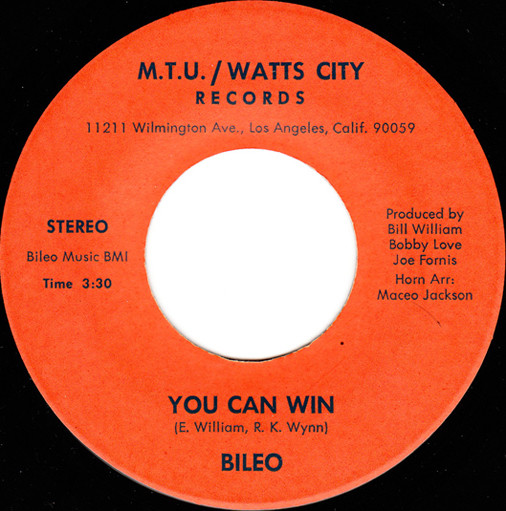 M.T.U. / WATTS CITY
RECORDS
11211 Wilmington Ave., Los Angeles, Calif. 90059
STEREO
Bileo Music BMI
Time 3:30
Produced by
Bill William
Bobby Love
Joe Fornis
Horn Arr:
Maceo Jackson
YOU CAN WIN
(E. William, R. K. Wynn)
BILEO